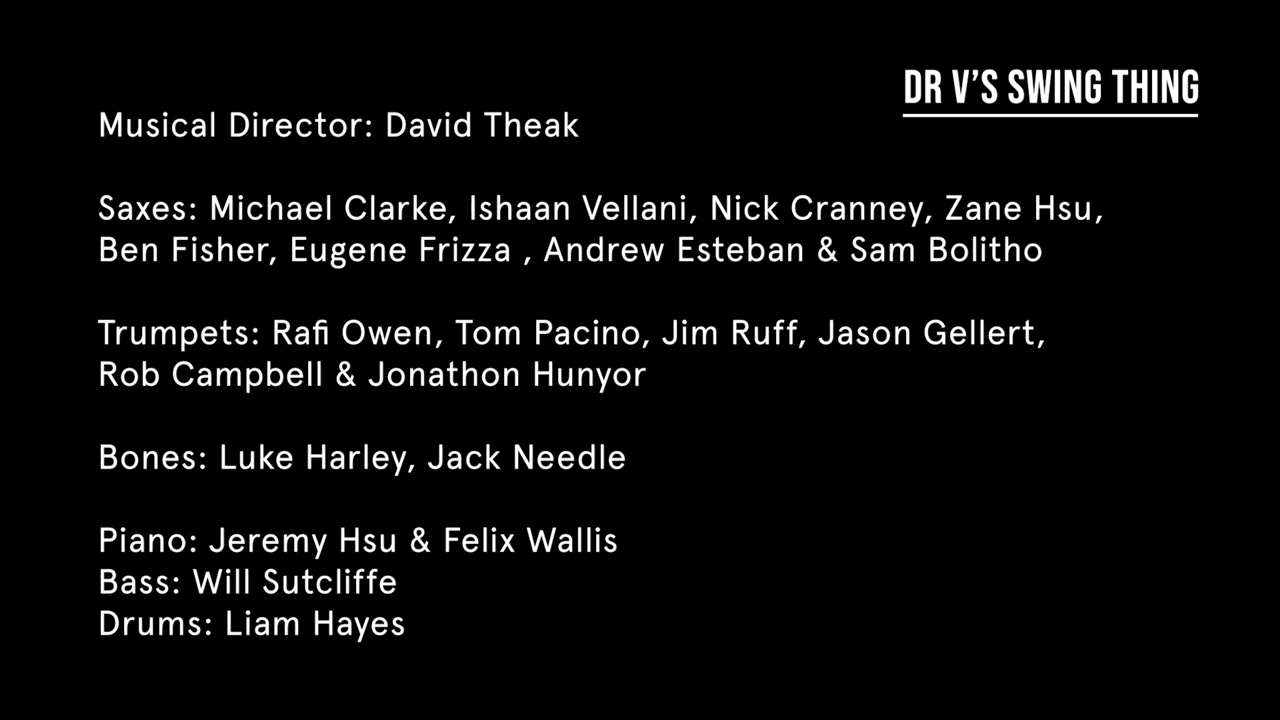 DR V'S SWING THING
Musical Director: David Theak
Saxes: Michael Clarke, Ishaan Vellani, Nick Cranney, Zane Hsu,
Ben Fisher, Eugene Frizza , Andrew Esteban & Sam Bolitho
Trumpets: Rafi Owen, Tom Pacino, Jim Ruff, Jason Gellert,
Rob Campbell & Jonathon Hunyor
Bones: Luke Harley, Jack Needle
Piano: Jeremy Hsu & Felix Wallis
Bass: Will Sutcliffe
Drums: Liam Hayes